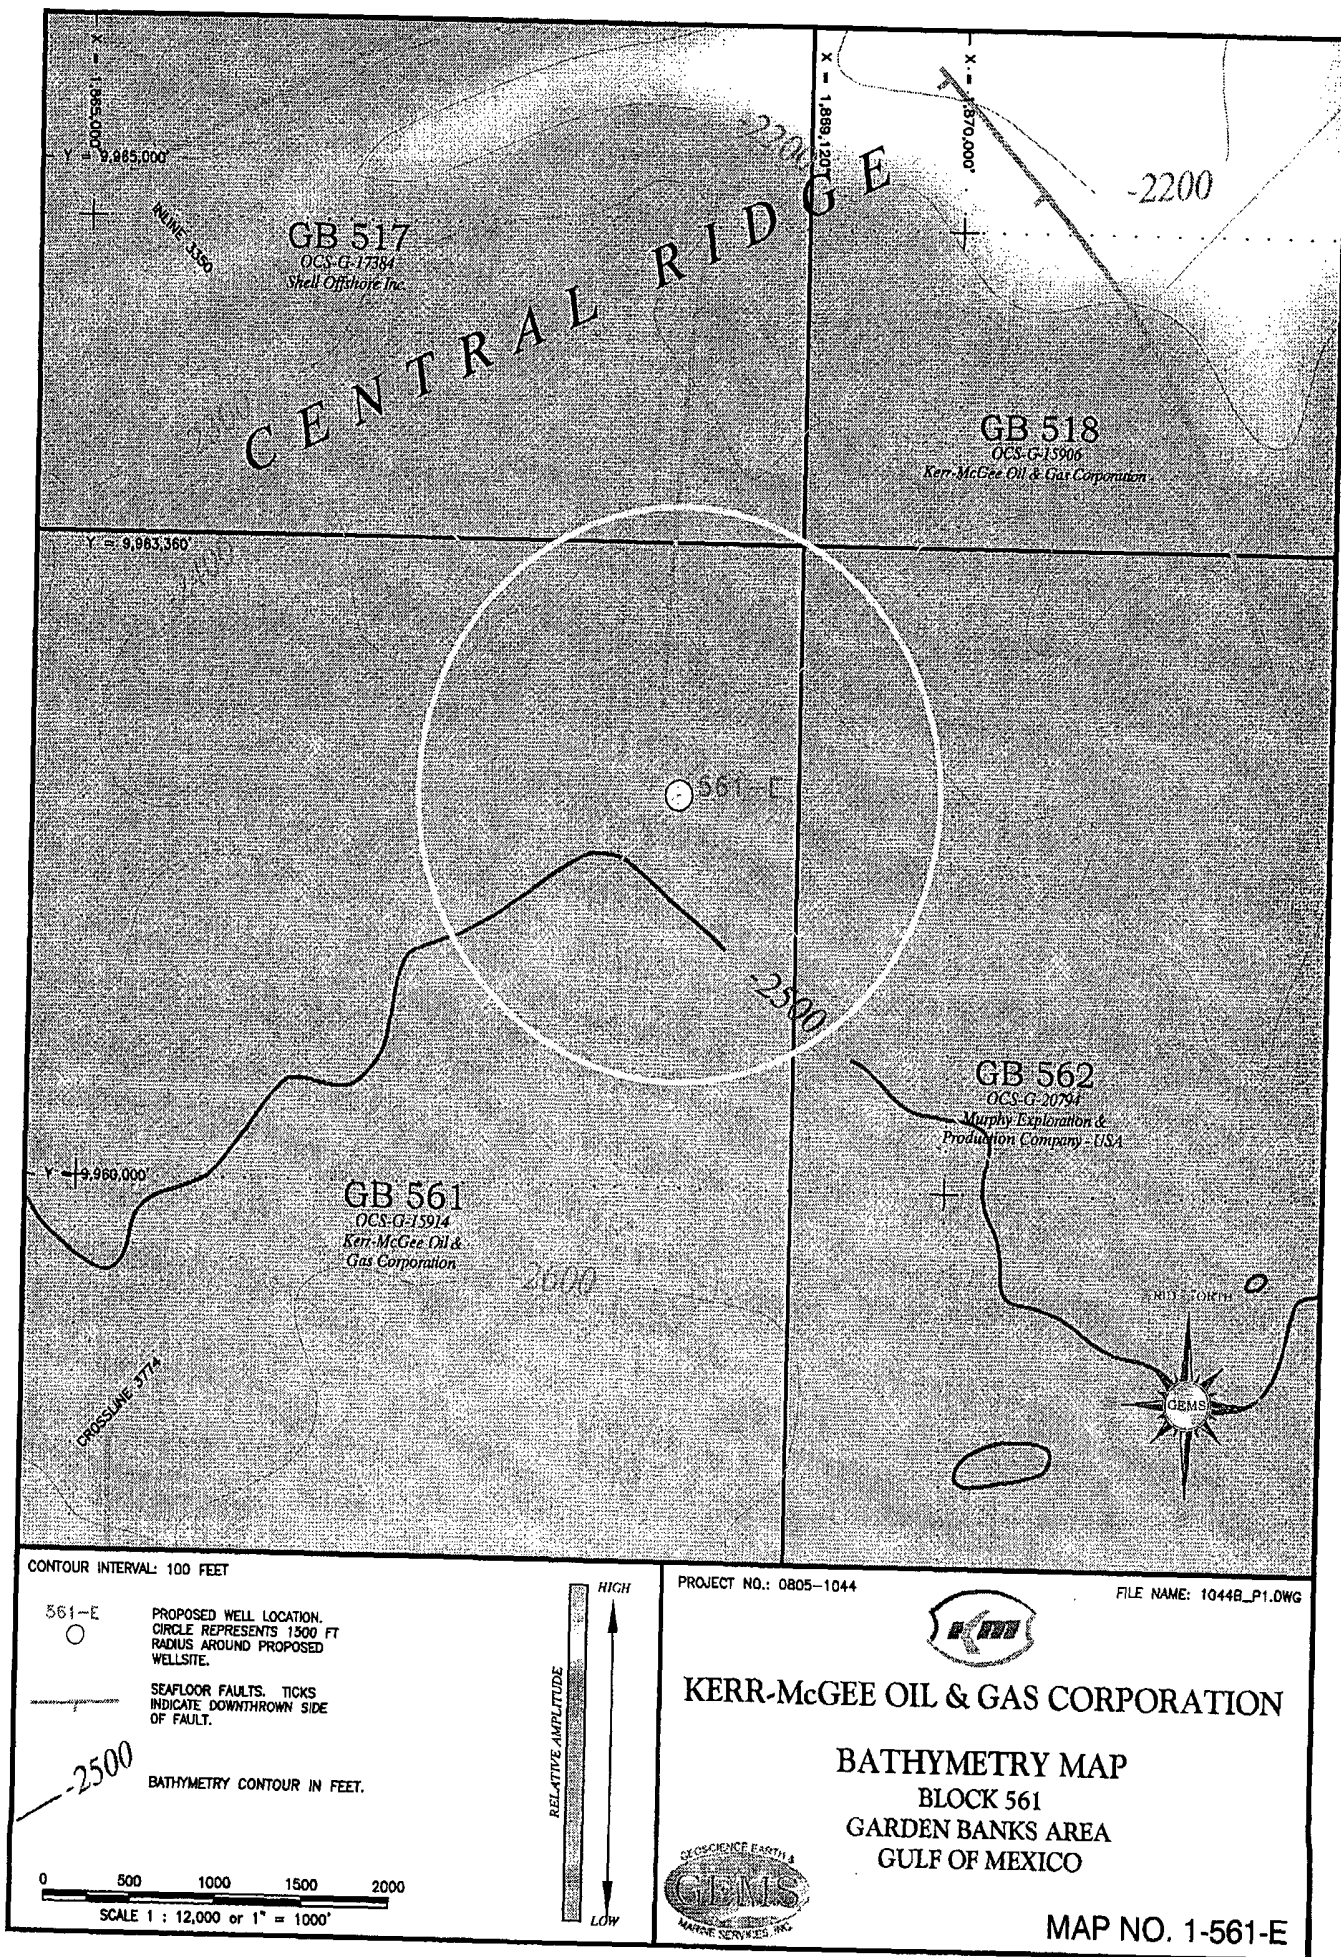 X = 1,865,000'
Y = 9,965,000'
INLINE 3350
GB 517
OCS-G-17384
Shell Offshore Inc.
CENTRAL RIDGE
-2200
X = 1,869,120'
X = 1,870,000'
-2200
GB 518
OCS-G-15906
Kerr-McGee Oil & Gas Corporation
Y = 9,963,360'
561-E
-2500
GB 562
OCS-G-20794
Murphy Exploration &
Production Company - USA
Y = 9,960,000'
GB 561
OCS-G-15914
Kerr-McGee Oil &
Gas Corporation
-2600
CROSSLINE 3774
GEMS
CONTOUR INTERVAL: 100 FEET
561-E
PROPOSED WELL LOCATION.
CIRCLE REPRESENTS 1500 FT
RADIUS AROUND PROPOSED
WELLSITE.
SEAFLOOR FAULTS. TICKS
INDICATE DOWNTHROWN SIDE
OF FAULT.
-2500
BATHYMETRY CONTOUR IN FEET.
0 500 1000 1500 2000
SCALE 1 : 12,000 or 1" = 1000'
RELATIVE AMPLITUDE
HIGH
LOW
PROJECT NO.: 0805-1044
FILE NAME: 1044B_P1.DWG
KM
KERR-McGEE OIL & GAS CORPORATION
BATHYMETRY MAP
BLOCK 561
GARDEN BANKS AREA
GULF OF MEXICO
GEOSCIENCE EARTH &
GEMS
MARINE SERVICES, INC.
MAP NO. 1-561-E